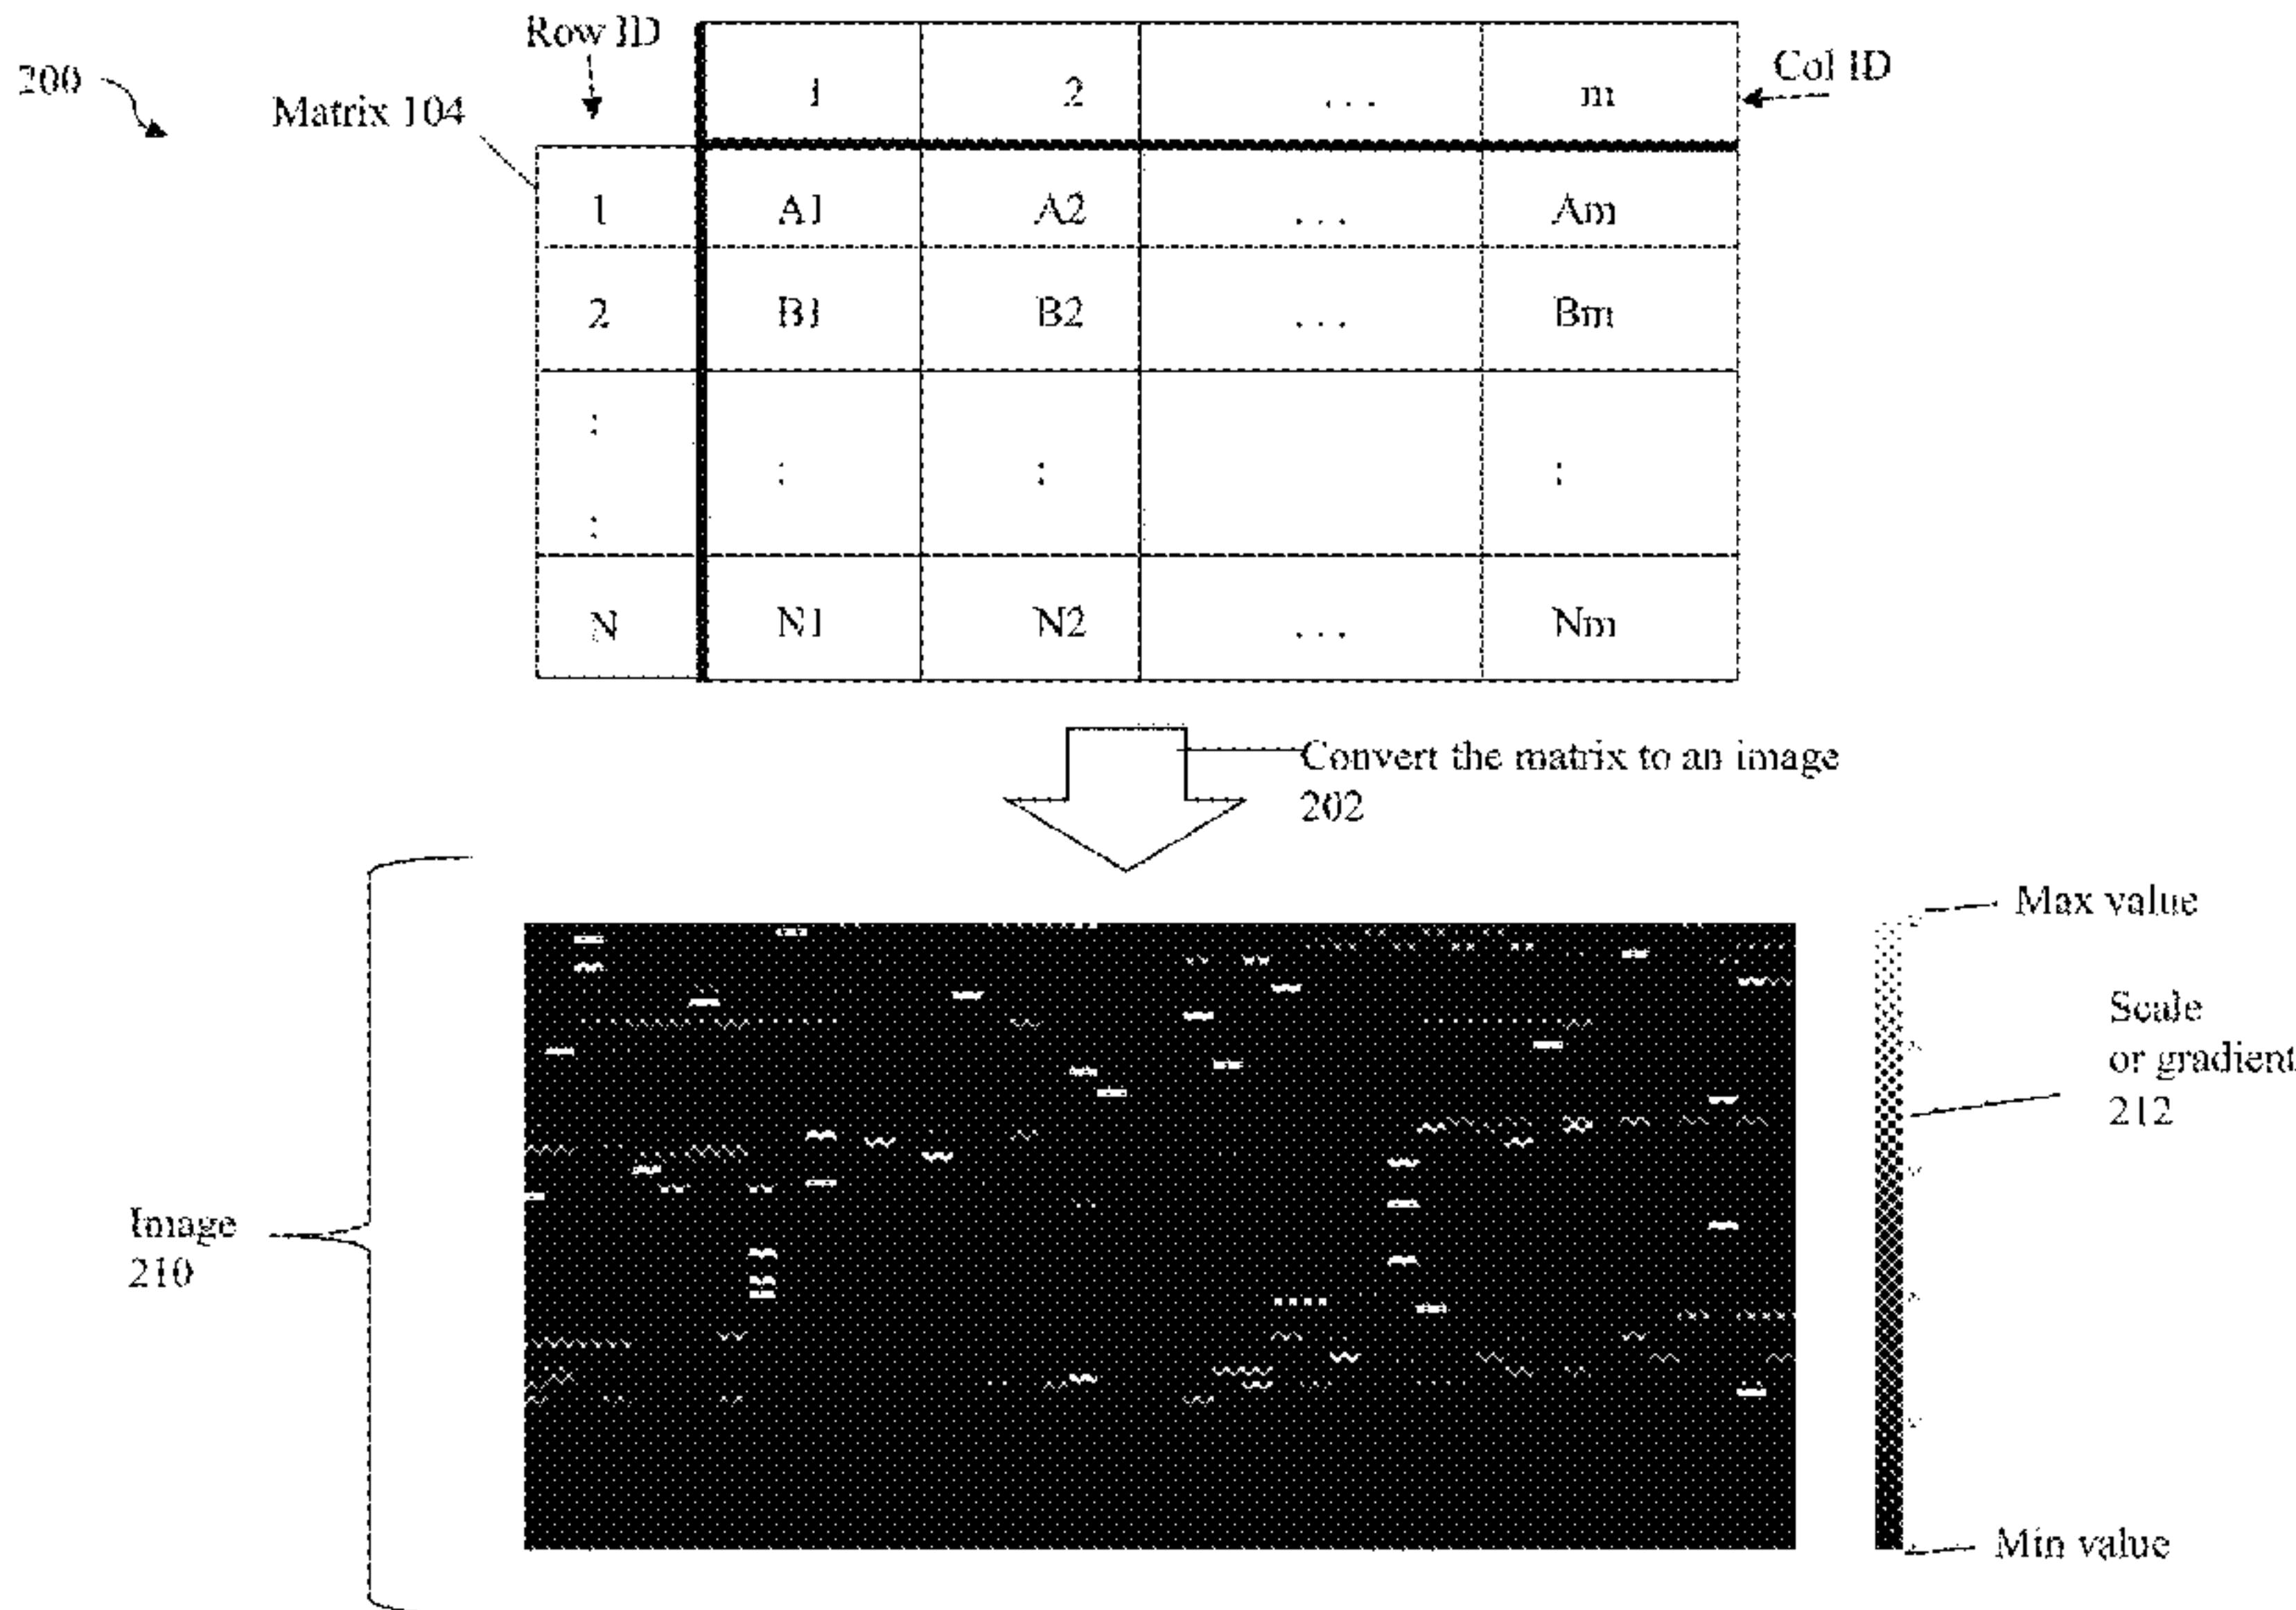 Row ID
200
Matrix 104
1 2 ... m
Col ID
1 A1 A2 ... Am
2 B1 B2 ... Bm
: : : :
:
N N1 N2 ... Nm
Convert the matrix to an image
202
Max value
Scale
or gradient
212
Image
210
Min value